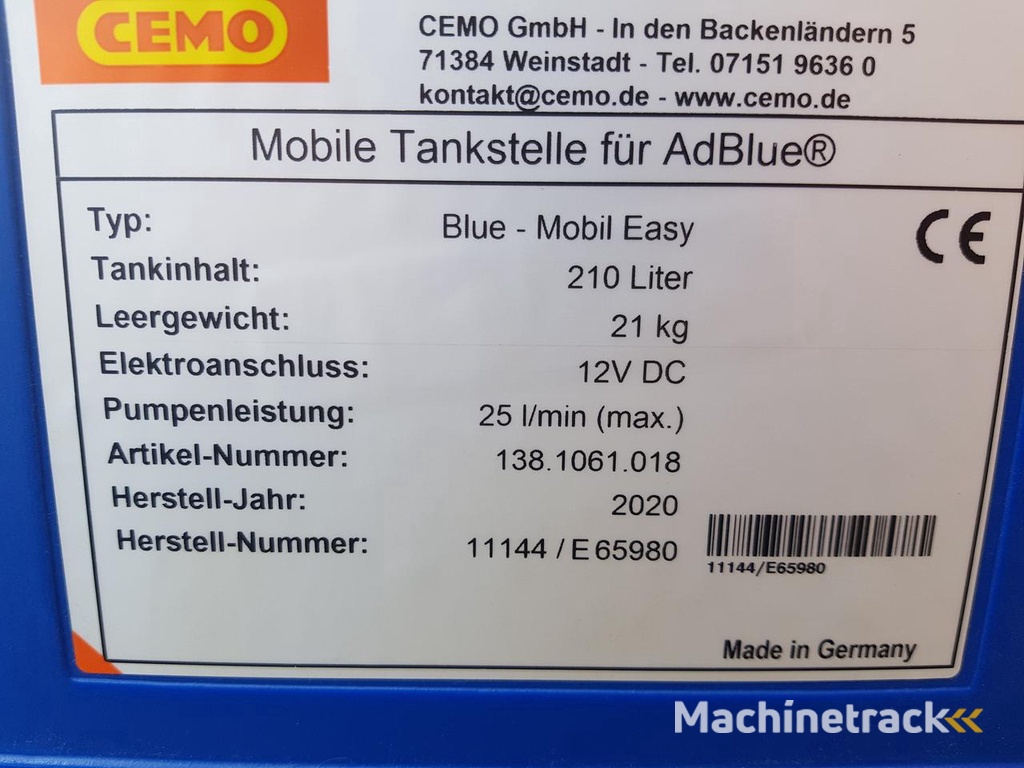 CEMO
CEMO GmbH - In den Backenländern 5
71384 Weinstadt - Tel. 07151 9636 0
kontakt@cemo.de - www.cemo.de
Mobile Tankstelle für AdBlue®
Typ: Blue - Mobil Easy
CE
Tankinhalt: 210 Liter
Leergewicht: 21 kg
Elektroanschluss: 12V DC
Pumpenleistung: 25 l/min (max.)
Artikel-Nummer: 138.1061.018
Herstell-Jahr: 2020
Herstell-Nummer: 11144 / E 65980
11144/E65980
Made in Germany
Machinetrack